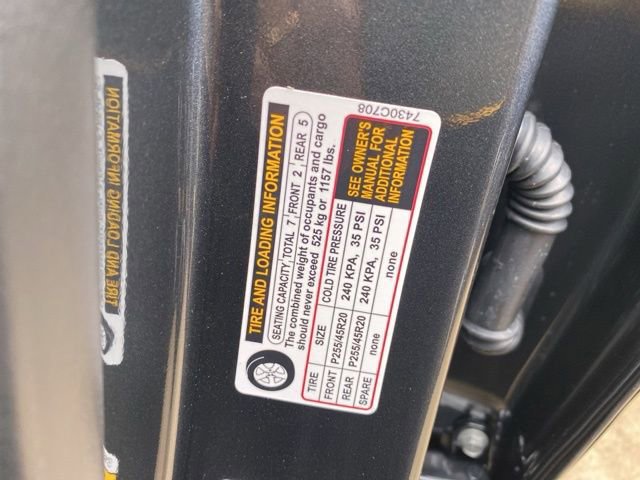 TIRE AND LOADING INFORMATION
SEATING CAPACITY TOTAL 7 FRONT 2 REAR 5
The combined weight of occupants and cargo
should never exceed 525 kg or 1157 lbs.
TIRE SIZE COLD TIRE PRESSURE
FRONT P255/45R20 240 KPA, 35 PSI
REAR P255/45R20 240 KPA, 35 PSI
SPARE none none
SEE OWNER'S
MANUAL FOR
ADDITIONAL
INFORMATION
7430C708
TIRE AND LOADING INFORMATION